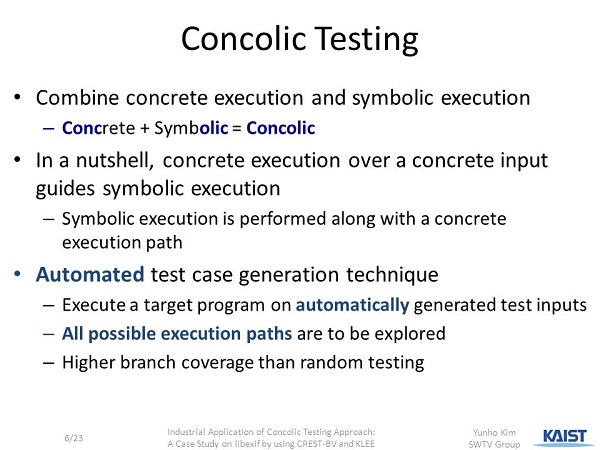 Concolic Testing
• Combine concrete execution and symbolic execution
– Concrete + Symbolic = Concolic
• In a nutshell, concrete execution over a concrete input
guides symbolic execution
– Symbolic execution is performed along with a concrete
execution path
• Automated test case generation technique
– Execute a target program on automatically generated test inputs
– All possible execution paths are to be explored
– Higher branch coverage than random testing
6/23
Industrial Application of Concolic Testing Approach:
A Case Study on libexif by using CREST-BV and KLEE
Yunho Kim
SWTV Group
KAIST